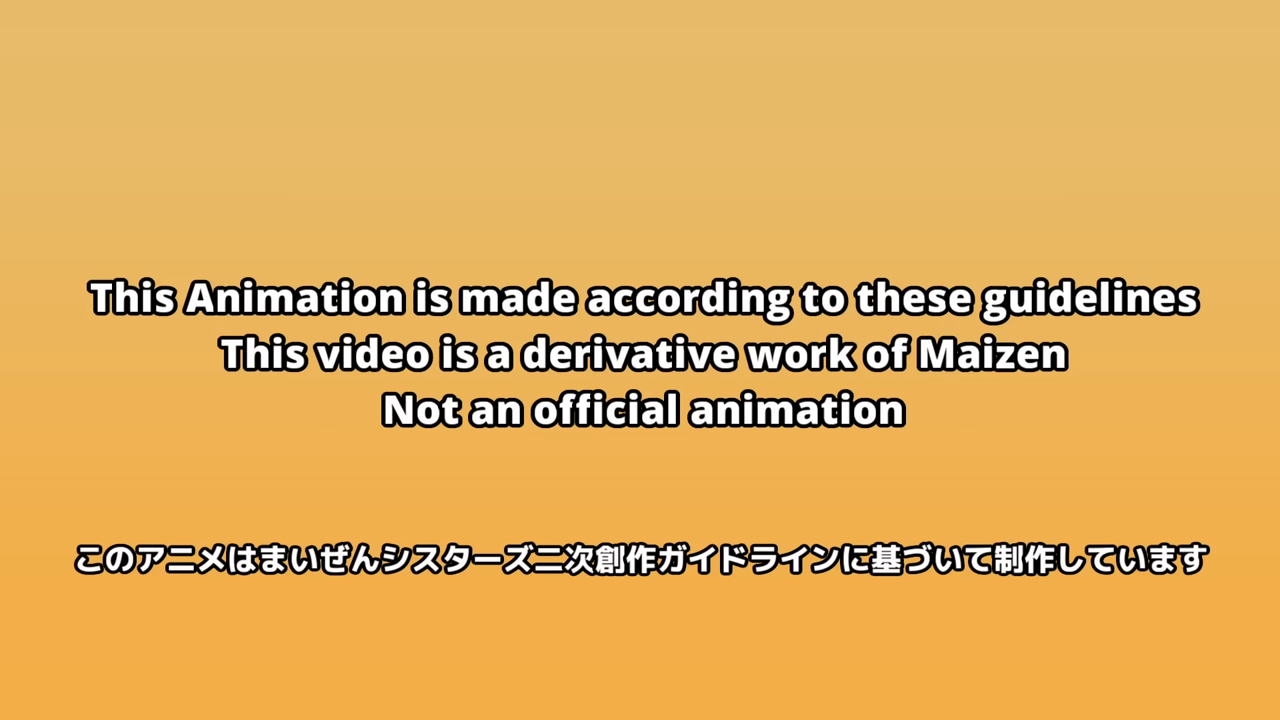 This Animation is made according to these guidelines
This video is a derivative work of Maizen
Not an official animation
このアニメはまいぜんシスターズ二次創作ガイドラインに基づいて制作しています